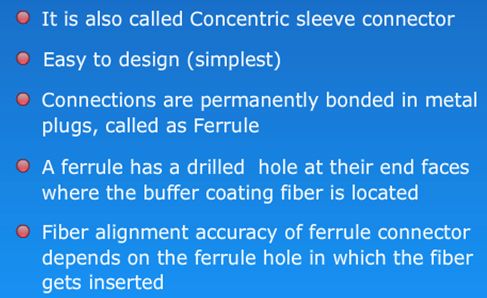 It is also called Concentric sleeve connector
Easy to design (simplest)
Connections are permanently bonded in metal
plugs, called as Ferrule
A ferrule has a drilled hole at their end faces
where the buffer coating fiber is located
Fiber alignment accuracy of ferrule connector
depends on the ferrule hole in which the fiber
gets inserted